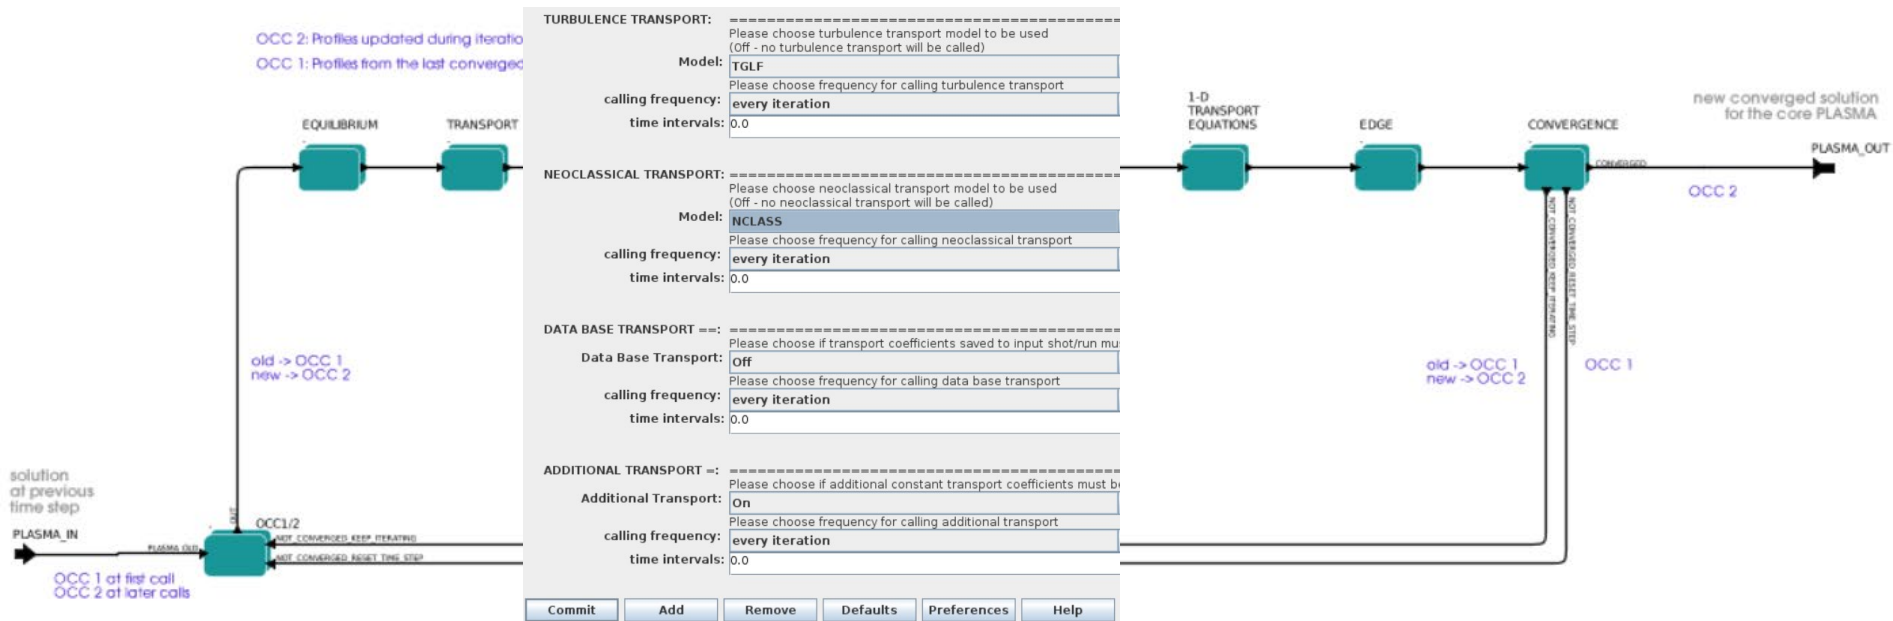 OCC 2: Profiles updated during iteratio
OCC 1: Profiles from the last converged
EQUILIBRIUM
TRANSPORT
old -> OCC 1
new -> OCC 2
solution
at previous
time step
PLASMA_IN
PLASMA_OLD
OUT
OCC1/2
NOT_CONVERGED_KEEP_ITERATING
NOT_CONVERGED_RESET_TIME_STEP
OCC 1 at first call
OCC 2 at later calls
TURBULENCE TRANSPORT: ==========================================
Please choose turbulence transport model to be used
(Off - no turbulence transport will be called)
Model: TGLF
Please choose frequency for calling turbulence transport
calling frequency: every iteration
time intervals: 0.0
NEOCLASSICAL TRANSPORT: ==========================================
Please choose neoclassical transport model to be used
(Off - no neoclassical transport will be called)
Model: NCLASS
Please choose frequency for calling neoclassical transport
calling frequency: every iteration
time intervals: 0.0
DATA BASE TRANSPORT ==: ==========================================
Please choose if transport coefficients saved to input shot/run mu
Data Base Transport: Off
Please choose frequency for calling data base transport
calling frequency: every iteration
time intervals: 0.0
ADDITIONAL TRANSPORT =: ==========================================
Please choose if additional constant transport coefficients must be
Additional Transport: On
Please choose frequency for calling additional transport
calling frequency: every iteration
time intervals: 0.0
Commit Add Remove Defaults Preferences Help
1-D
TRANSPORT
EQUATIONS
EDGE
CONVERGENCE
CONVERGED
new converged solution
for the core PLASMA
PLASMA_OUT
OCC 2
NOT_CONVERGED_KEEP_ITERATING
NOT_CONVERGED_RESET_TIME_STEP
old -> OCC 1
new -> OCC 2
OCC 1